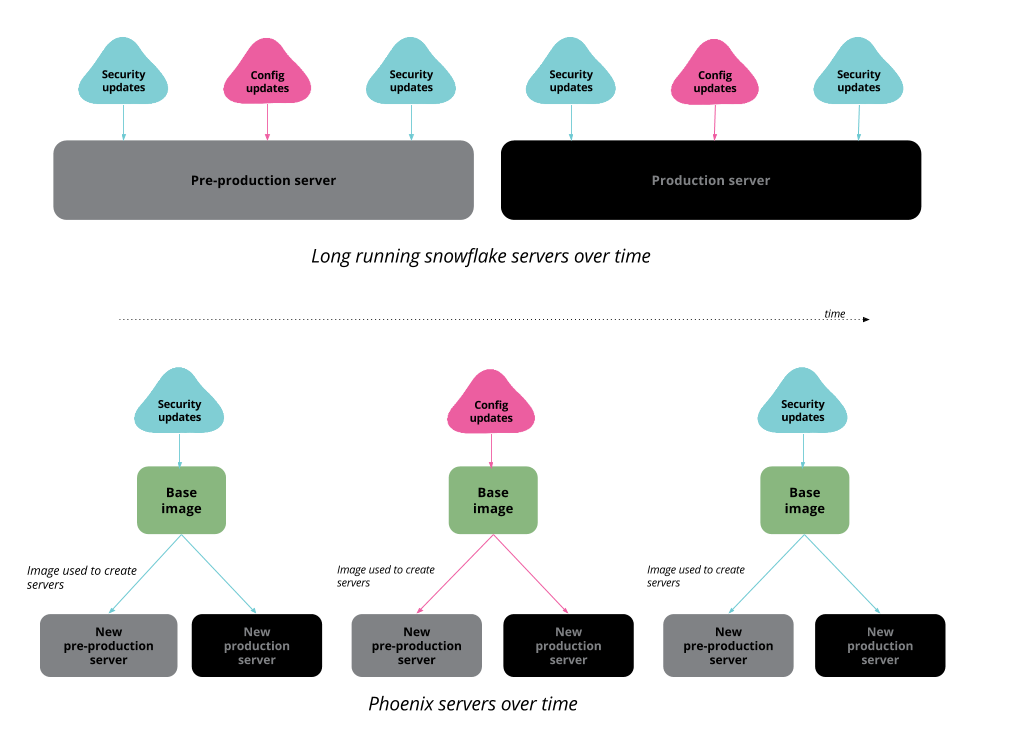 Security
updates
Config
updates
Security
updates
Security
updates
Config
updates
Security
updates
Pre-production server
Production server
Long running snowflake servers over time
time
Security
updates
Config
updates
Security
updates
Base
image
Base
image
Base
image
Image used to create
servers
Image used to create
servers
Image used to create
servers
New
pre-production
server
New
production
server
New
pre-production
server
New
production
server
New
pre-production
server
New
production
server
Phoenix servers over time